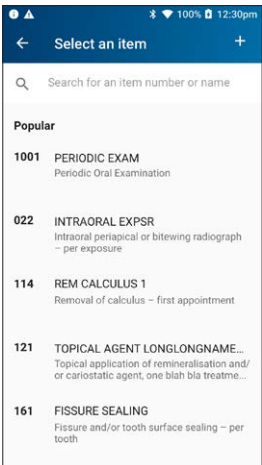 100% 12:30pm
Select an item
Search for an item number or name
Popular
1001 PERIODIC EXAM
Periodic Oral Examination
022 INTRAORAL EXPSR
Intraoral periapical or bitewing radiograph
– per exposure
114 REM CALCULUS 1
Removal of calculus – first appointment
121 TOPICAL AGENT LONGLONGNAME...
Topical application of remineralisation and/
or cariostatic agent, one blah bla treatme...
161 FISSURE SEALING
Fissure and/or tooth surface sealing – per
tooth